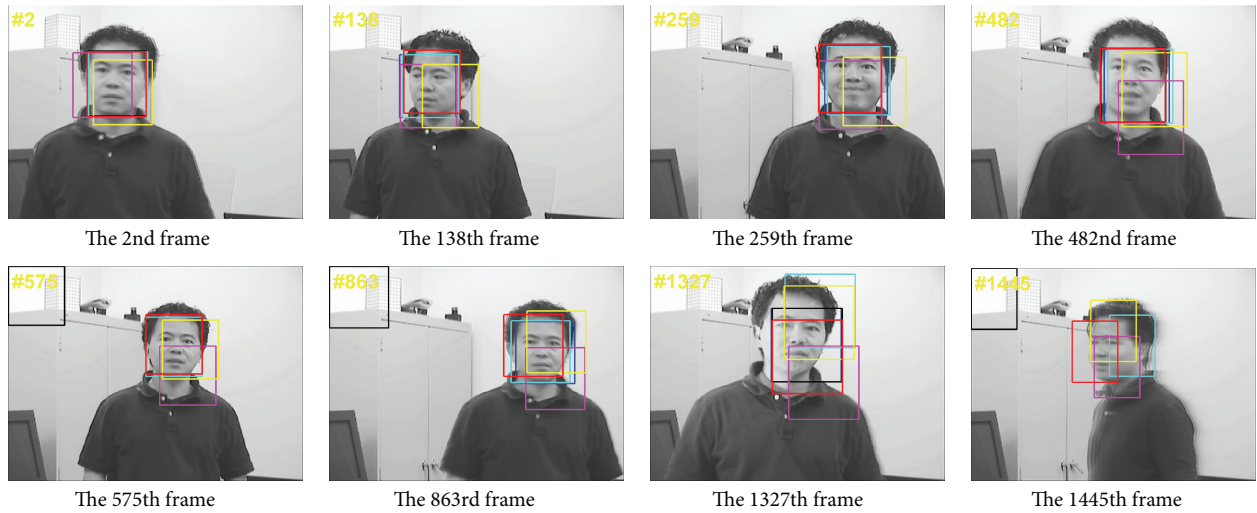 #2 #138 #259 #482
The 2nd frame The 138th frame The 259th frame The 482nd frame
#575 #863 #1327 #1445
The 575th frame The 863rd frame The 1327th frame The 1445th frame